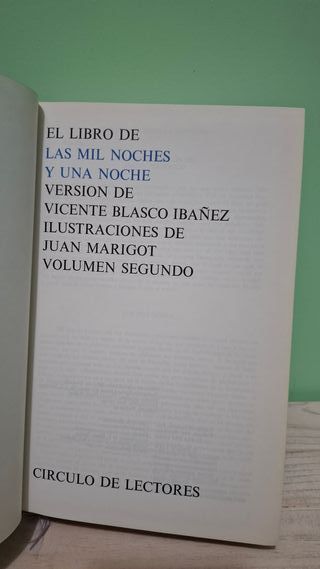 EL LIBRO DE
LAS MIL NOCHES
Y UNA NOCHE
VERSION DE
VICENTE BLASCO IBAÑEZ
ILUSTRACIONES DE
JUAN MARIGOT
VOLUMEN SEGUNDO
CIRCULO DE LECTORES